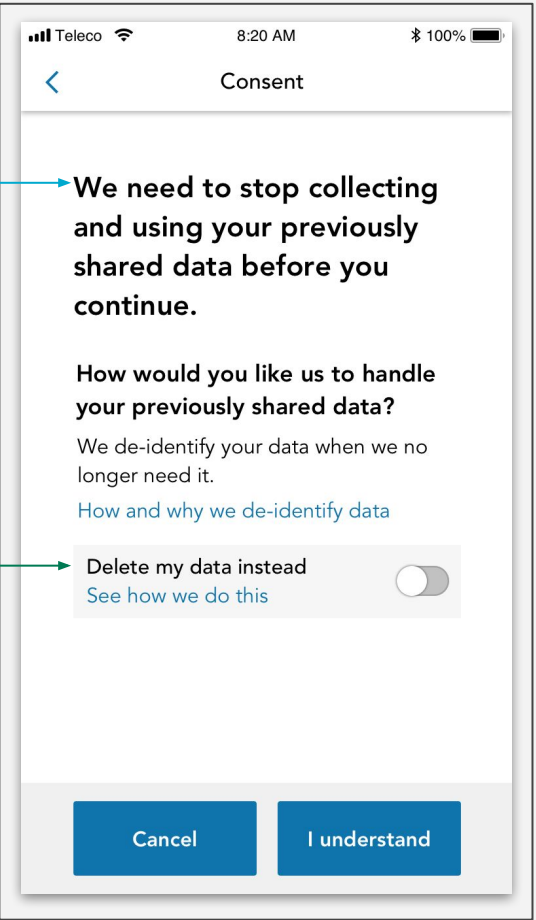 Teleco 8:20 AM 100%
Consent
We need to stop collecting
and using your previously
shared data before you
continue.
How would you like us to handle
your previously shared data?
We de-identify your data when we no
longer need it.
How and why we de-identify data
Delete my data instead
See how we do this
Cancel I understand